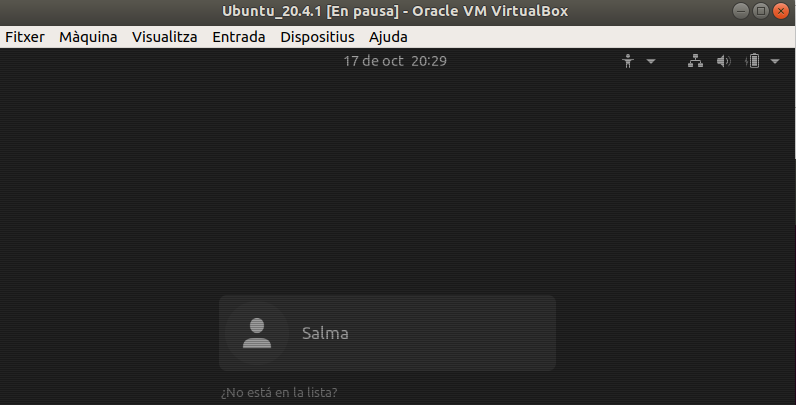 Ubuntu_20.4.1 [En pausa] - Oracle VM VirtualBox
Fitxer Màquina Visualitza Entrada Dispositius Ajuda
17 de oct 20:29
Salma
¿No está en la lista?